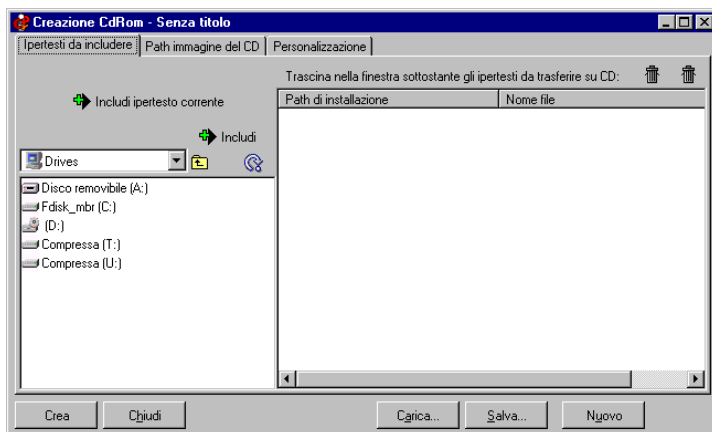 Creazione CdRom - Senza titolo
Ipertesti da includere
Path immagine del CD
Personalizzazione
Trascina nella finestra sottostante gli ipertesti da trasferire su CD:
Includi ipertesto corrente
Includi
Drives
Disco removibile (A:)
Fdisk_mbr (C:)
(D:)
Compressa (T:)
Compressa (U:)
Path di installazione
Nome file
Crea
Chiudi
Carica...
Salva...
Nuovo